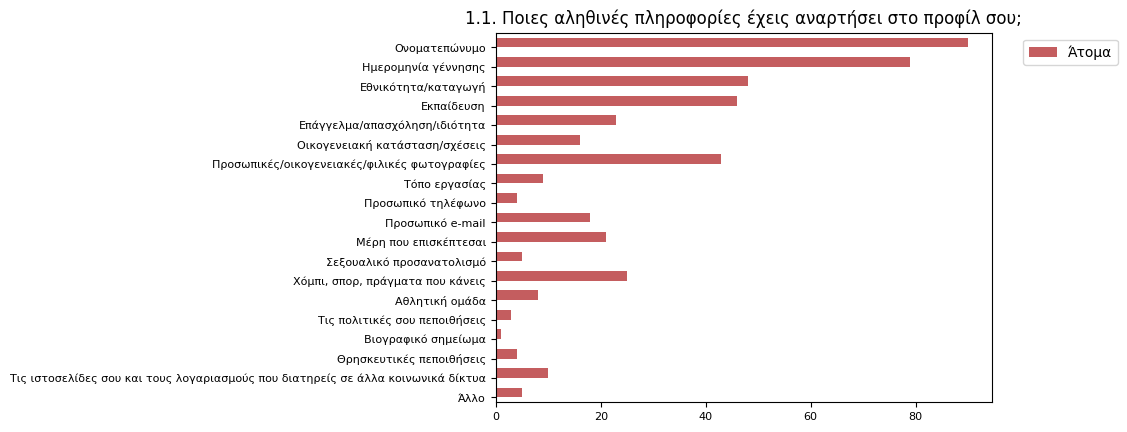 1.1. Ποιες αληθινές πληροφορίες έχεις αναρτήσει στο προφίλ σου;
Άτομα
Ονοματεπώνυμο
Ημερομηνία γέννησης
Εθνικότητα/καταγωγή
Εκπαίδευση
Επάγγελμα/απασχόληση/ιδιότητα
Οικογενειακή κατάσταση/σχέσεις
Προσωπικές/οικογενειακές/φιλικές φωτογραφίες
Τόπο εργασίας
Προσωπικό τηλέφωνο
Προσωπικό e-mail
Μέρη που επισκέπτεσαι
Σεξουαλικό προσανατολισμό
Χόμπι, σπορ, πράγματα που κάνεις
Αθλητική ομάδα
Τις πολιτικές σου πεποιθήσεις
Βιογραφικό σημείωμα
Θρησκευτικές πεποιθήσεις
Τις ιστοσελίδες σου και τους λογαριασμούς που διατηρείς σε άλλα κοινωνικά δίκτυα
Άλλο
0 20 40 60 80